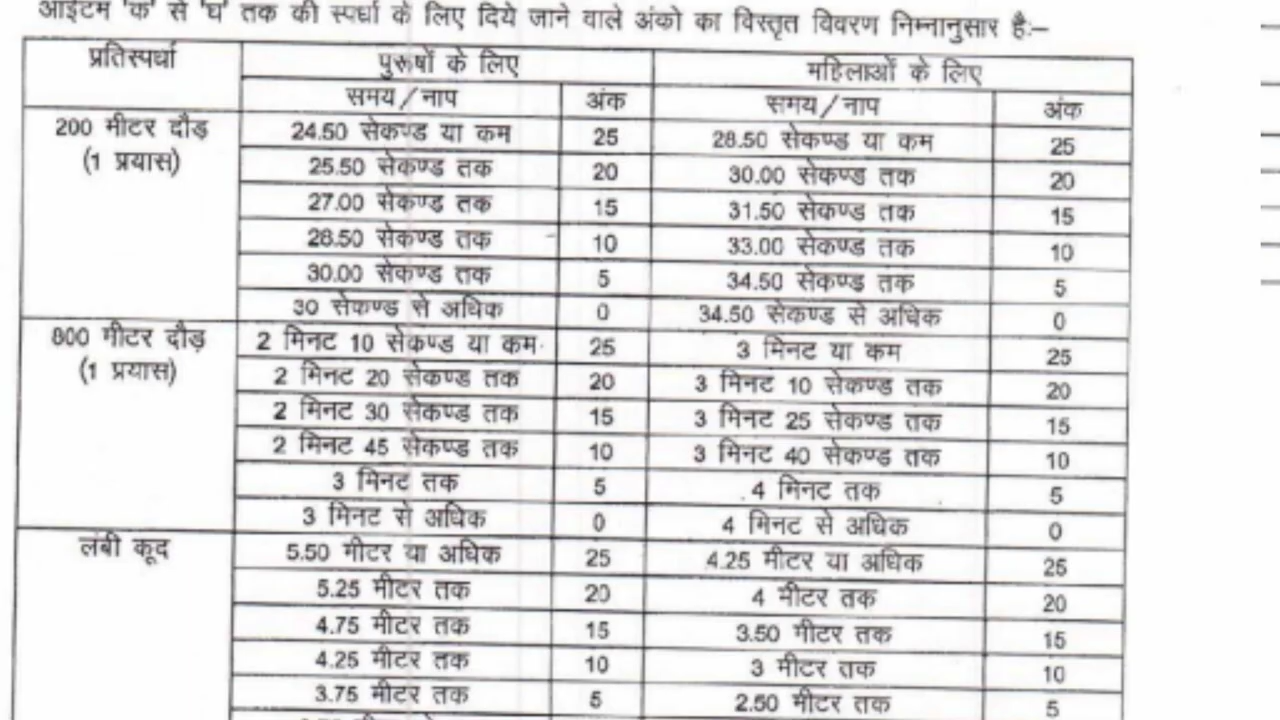 आईटम 'क' से 'घ' तक की स्पर्धा के लिए दिये जाने वाले अंको का विस्तृत विवरण निम्नानुसार है:–
प्रतिस्पर्धा पुरूषों के लिए महिलाओं के लिए
समय/नाप अंक समय/नाप अंक
200 मीटर दौड़ 24.50 सेकण्ड या कम 25 28.50 सेकण्ड या कम 25
(1 प्रयास) 25.50 सेकण्ड तक 20 30.00 सेकण्ड तक 20
27.00 सेकण्ड तक 15 31.50 सेकण्ड तक 15
28.50 सेकण्ड तक 10 33.00 सेकण्ड तक 10
30.00 सेकण्ड तक 5 34.50 सेकण्ड तक 5
30 सेकण्ड से अधिक 0 34.50 सेकण्ड से अधिक 0
800 मीटर दौड़ 2 मिनट 10 सेकण्ड या कम 25 3 मिनट या कम 25
(1 प्रयास) 2 मिनट 20 सेकण्ड तक 20 3 मिनट 10 सेकण्ड तक 20
2 मिनट 30 सेकण्ड तक 15 3 मिनट 25 सेकण्ड तक 15
2 मिनट 45 सेकण्ड तक 10 3 मिनट 40 सेकण्ड तक 10
3 मिनट तक 5 4 मिनट तक 5
3 मिनट से अधिक 0 4 मिनट से अधिक 0
लंबी कूद 5.50 मीटर या अधिक 25 4.25 मीटर या अधिक 25
5.25 मीटर तक 20 4 मीटर तक 20
4.75 मीटर तक 15 3.50 मीटर तक 15
4.25 मीटर तक 10 3 मीटर तक 10
3.75 मीटर तक 5 2.50 मीटर तक 5